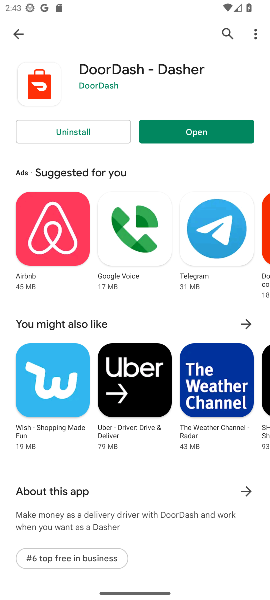 2:43
DoorDash - Dasher
DoorDash
Uninstall
Open
Ads · Suggested for you
Airbnb
45 MB
Google Voice
17 MB
Telegram
31 MB
You might also like
Uber
The
Weather
Channel
Wish - Shopping Made
Fun
19 MB
Uber - Driver: Drive &
Deliver
79 MB
The Weather Channel -
Radar
43 MB
About this app
Make money as a delivery driver with DoorDash and work
when you want as a Dasher
#6 top free in business